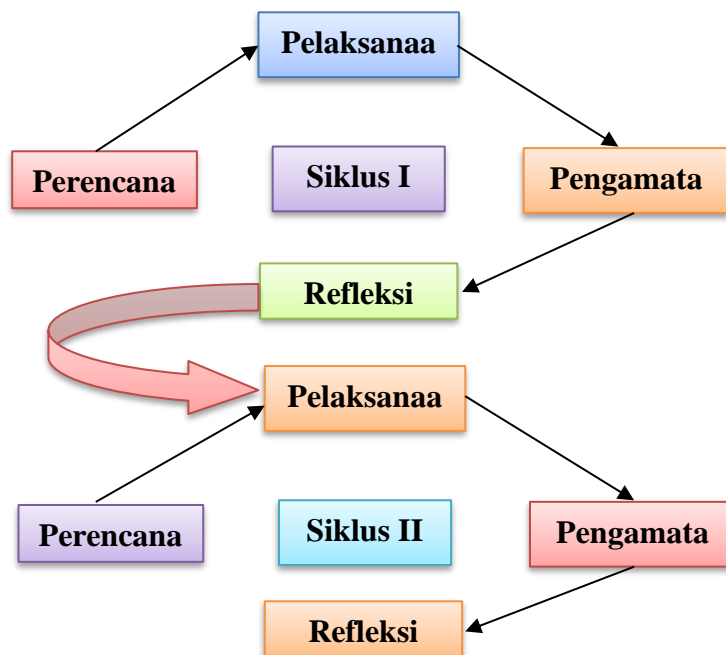 Pelaksanaa
Perencana
Siklus I
Pengamata
Refleksi
Pelaksanaa
Perencana
Siklus II
Pengamata
Refleksi